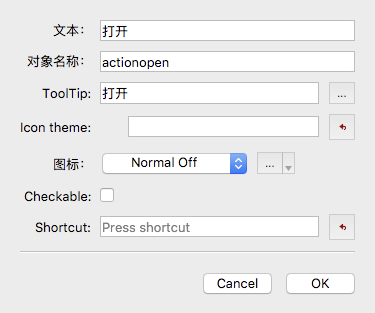 文本： 打开
对象名称： actionopen
ToolTip: 打开 ...
Icon theme:
图标： Normal Off ...
Checkable:
Shortcut: Press shortcut
Cancel OK